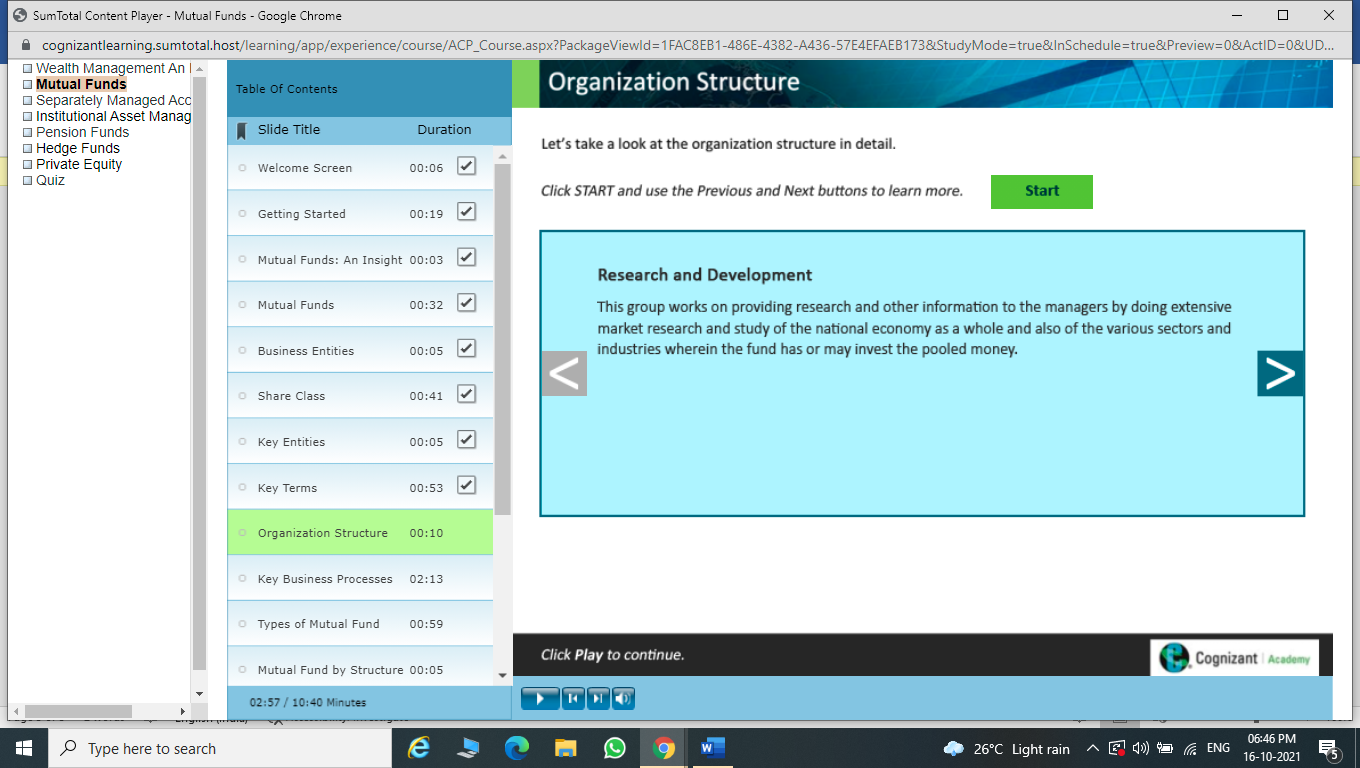 SumTotal Content Player - Mutual Funds - Google Chrome
cognizantlearning.sumtotal.host/learning/app/experience/course/ACP_Course.aspx?PackageViewId=1FAC8EB1-486E-4382-A436-57E4EFAEB173&StudyMode=true&InSchedule=true&Preview=0&ActID=0&UD...
Wealth Management An I
Mutual Funds
Separately Managed Acc
Institutional Asset Manag
Pension Funds
Hedge Funds
Private Equity
Quiz
Table Of Contents
Slide Title Duration
Welcome Screen 00:06
Getting Started 00:19
Mutual Funds: An Insight 00:03
Mutual Funds 00:32
Business Entities 00:05
Share Class 00:41
Key Entities 00:05
Key Terms 00:53
Organization Structure 00:10
Key Business Processes 02:13
Types of Mutual Fund 00:59
Mutual Fund by Structure 00:05
02:57 / 10:40 Minutes
Organization Structure
Let's take a look at the organization structure in detail.
Click START and use the Previous and Next buttons to learn more.
Start
Research and Development
This group works on providing research and other information to the managers by doing extensive
market research and study of the national economy as a whole and also of the various sectors and
industries wherein the fund has or may invest the pooled money.
<
>
Click Play to continue.
Cognizant | Academy
Type here to search
26°C Light rain
ENG
06:46 PM
16-10-2021
5